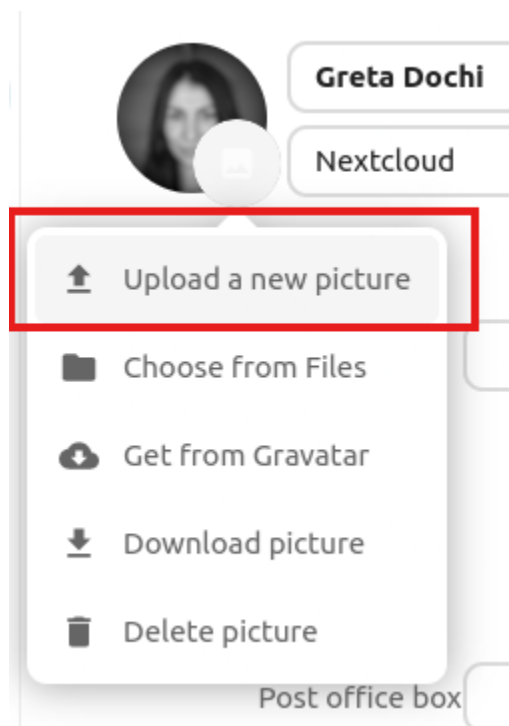 Greta Dochi
Nextcloud
Upload a new picture
Choose from Files
Get from Gravatar
Download picture
Delete picture
Post office box